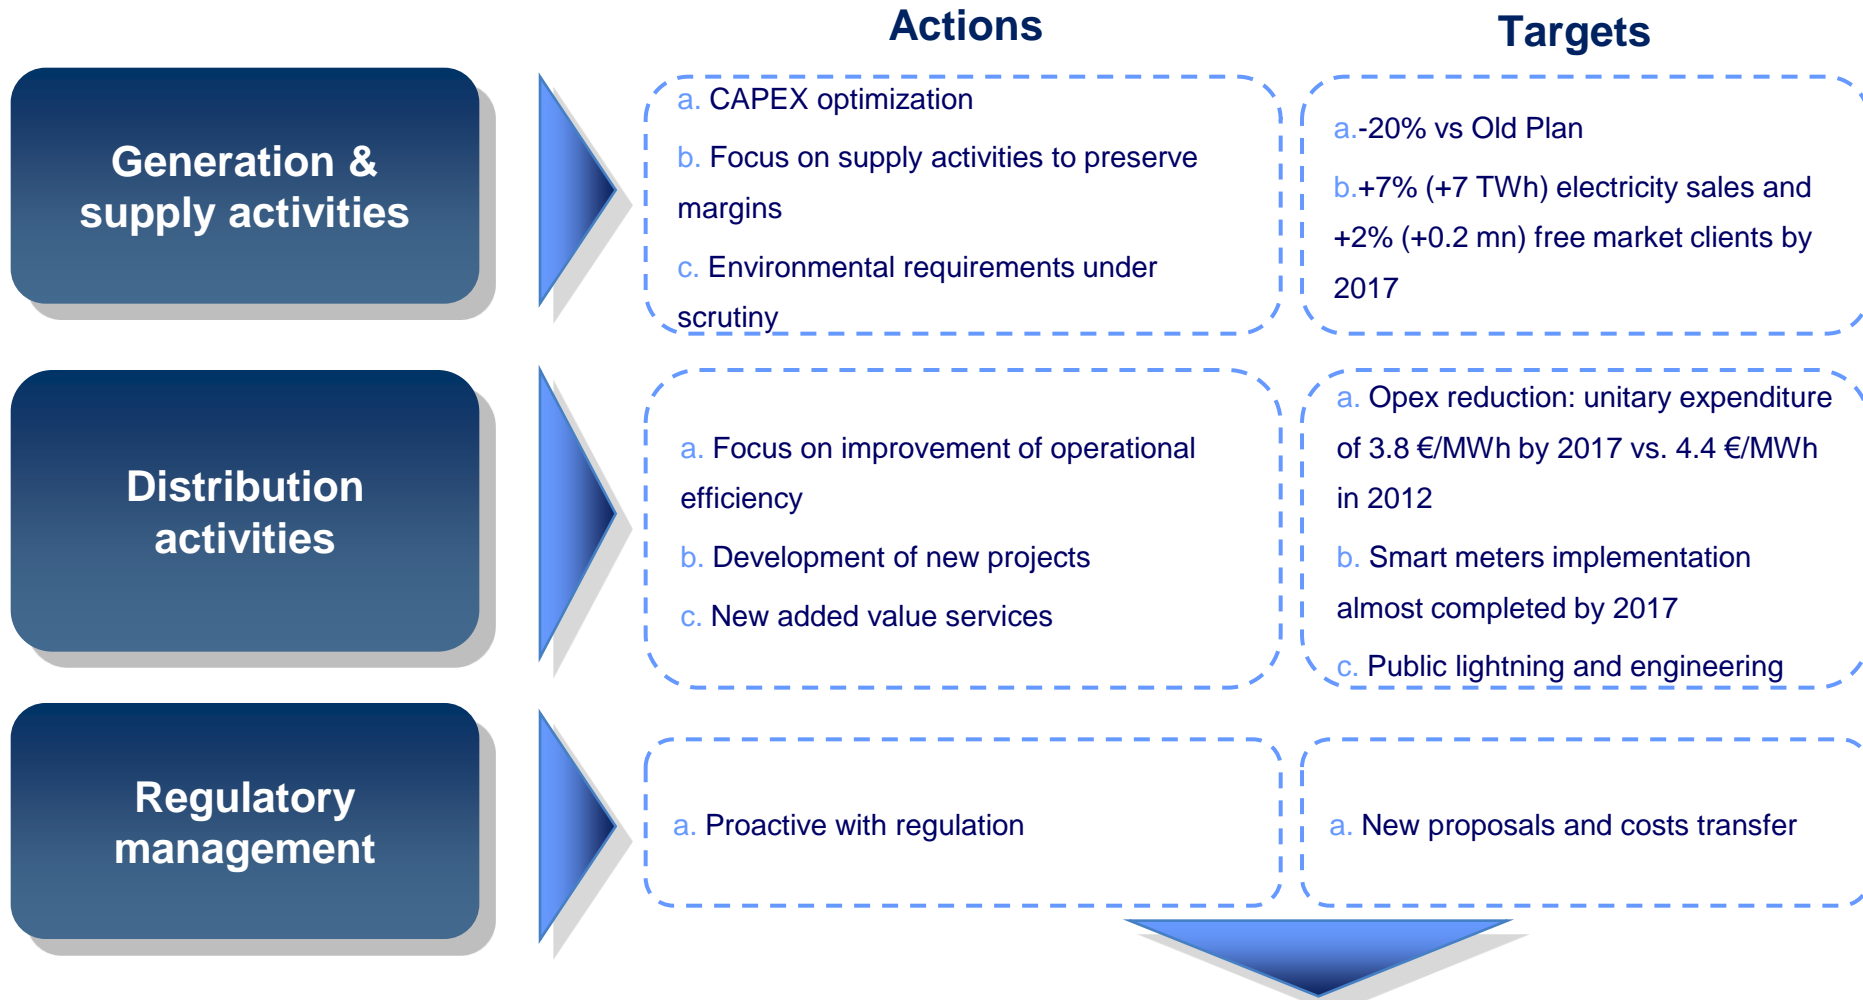 Actions
Targets
Generation &
supply activities
a. CAPEX optimization
b. Focus on supply activities to preserve
margins
c. Environmental requirements under
scrutiny
a.-20% vs Old Plan
b.+7% (+7 TWh) electricity sales and
+2% (+0.2 mn) free market clients by
2017
Distribution
activities
a. Focus on improvement of operational
efficiency
b. Development of new projects
c. New added value services
a. Opex reduction: unitary expenditure
of 3.8 €/MWh by 2017 vs. 4.4 €/MWh
in 2012
b. Smart meters implementation
almost completed by 2017
c. Public lightning and engineering
Regulatory
management
a. Proactive with regulation
a. New proposals and costs transfer